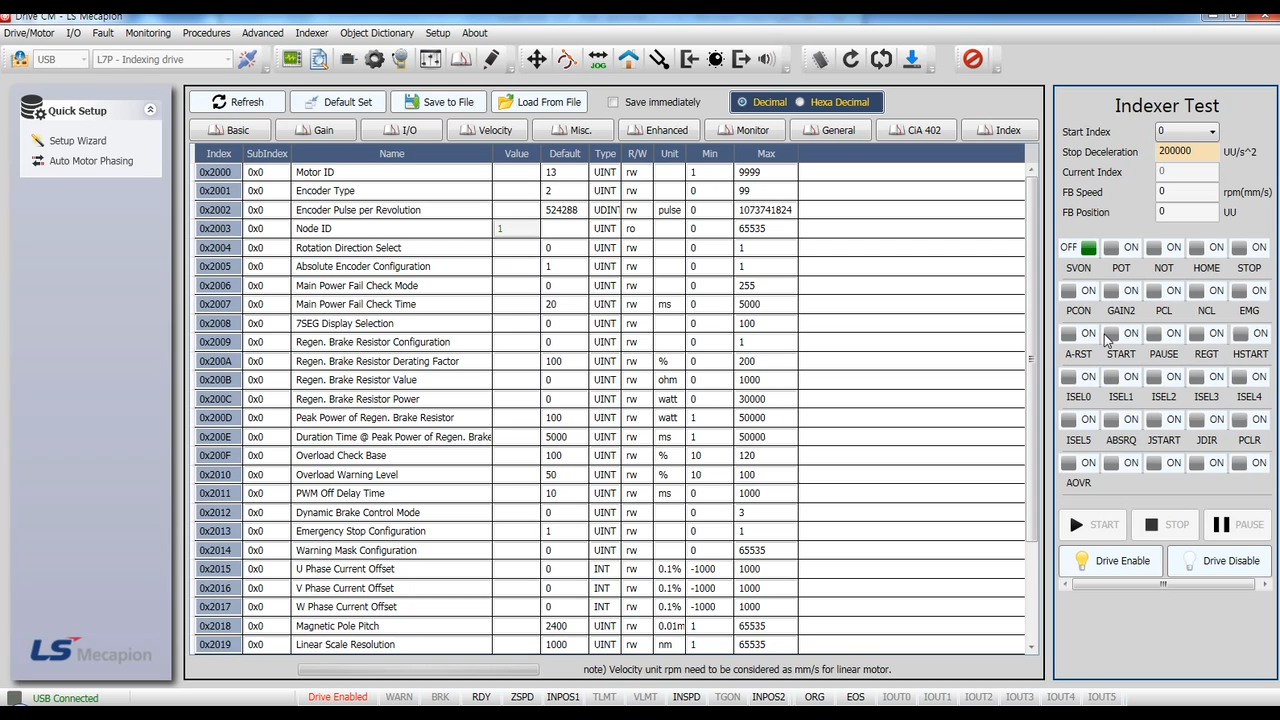 Drive CM - LS Mecapion
Drive/Motor I/O Fault Monitoring Procedures Advanced Indexer Object Dictionary Setup About
USB L7P - Indexing drive JOG
Quick Setup
Setup Wizard
Auto Motor Phasing
LS Mecapion
Refresh Default Set Save to File Load From File Save immediately Decimal Hexa Decimal
Basic Gain I/O Velocity Misc. Enhanced Monitor General CIA 402 Index
Index SubIndex Name Value Default Type R/W Unit Min Max
0x2000 0x0 Motor ID 13 UINT rw 1 9999
0x2001 0x0 Encoder Type 2 UINT rw 0 99
0x2002 0x0 Encoder Pulse per Revolution 524288 UDINT rw pulse 0 1073741824
0x2003 0x0 Node ID 1 UINT ro 0 65535
0x2004 0x0 Rotation Direction Select 0 UINT rw 0 1
0x2005 0x0 Absolute Encoder Configuration 1 UINT rw 0 1
0x2006 0x0 Main Power Fail Check Mode 0 UINT rw 0 255
0x2007 0x0 Main Power Fail Check Time 20 UINT rw ms 0 5000
0x2008 0x0 7SEG Display Selection 0 UINT rw 0 100
0x2009 0x0 Regen. Brake Resistor Configuration 0 UINT rw 0 1
0x200A 0x0 Regen. Brake Resistor Derating Factor 100 UINT rw % 0 200
0x200B 0x0 Regen. Brake Resistor Value 0 UINT rw ohm 0 1000
0x200C 0x0 Regen. Brake Resistor Power 0 UINT rw watt 0 30000
0x200D 0x0 Peak Power of Regen. Brake Resistor 100 UINT rw watt 1 50000
0x200E 0x0 Duration Time @ Peak Power of Regen. Brake 5000 UINT rw ms 1 50000
0x200F 0x0 Overload Check Base 100 UINT rw % 10 120
0x2010 0x0 Overload Warning Level 50 UINT rw % 10 100
0x2011 0x0 PWM Off Delay Time 10 UINT rw ms 0 1000
0x2012 0x0 Dynamic Brake Control Mode 0 UINT rw 0 3
0x2013 0x0 Emergency Stop Configuration 1 UINT rw 0 1
0x2014 0x0 Warning Mask Configuration 0 UINT rw 0 65535
0x2015 0x0 U Phase Current Offset 0 INT rw 0.1% -1000 1000
0x2016 0x0 V Phase Current Offset 0 INT rw 0.1% -1000 1000
0x2017 0x0 W Phase Current Offset 0 INT rw 0.1% -1000 1000
0x2018 0x0 Magnetic Pole Pitch 2400 UINT rw 0.01m 1 65535
0x2019 0x0 Linear Scale Resolution 1000 UINT rw nm 1 65535
note) Velocity unit rpm need to be considered as mm/s for linear motor.
Indexer Test
Start Index 0
Stop Deceleration 200000 UU/s^2
Current Index 0
FB Speed 0 rpm(mm/s)
FB Position 0 UU
OFF ON ON ON ON
SVON POT NOT HOME STOP
ON ON ON ON ON
PCON GAIN2 PCL NCL EMG
ON ON ON ON ON
A-RST START PAUSE REGT HSTART
ON ON ON ON ON
ISEL0 ISEL1 ISEL2 ISEL3 ISEL4
ON ON ON ON ON
ISEL5 ABSRQ JSTART JDIR PCLR
ON ON ON ON ON
AOVR
START STOP PAUSE
Drive Enable Drive Disable
USB Connected Drive Enabled WARN BRK RDY ZSPD INPOS1 TLMT VLMT INSPD TGON INPOS2 ORG EOS IOUT0 IOUT1 IOUT2 IOUT3 IOUT4 IOUT5